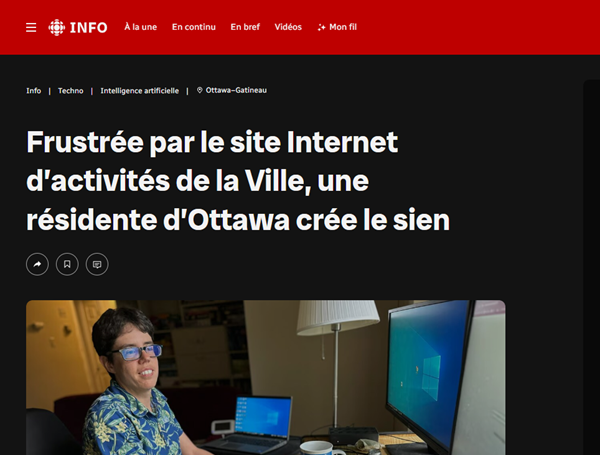 INFO
À la une
En continu
En bref
Vidéos
Mon fil
Info | Techno | Intelligence artificielle | Ottawa–Gatineau
Frustrée par le site Internet
d’activités de la Ville, une
résidente d’Ottawa crée le sien